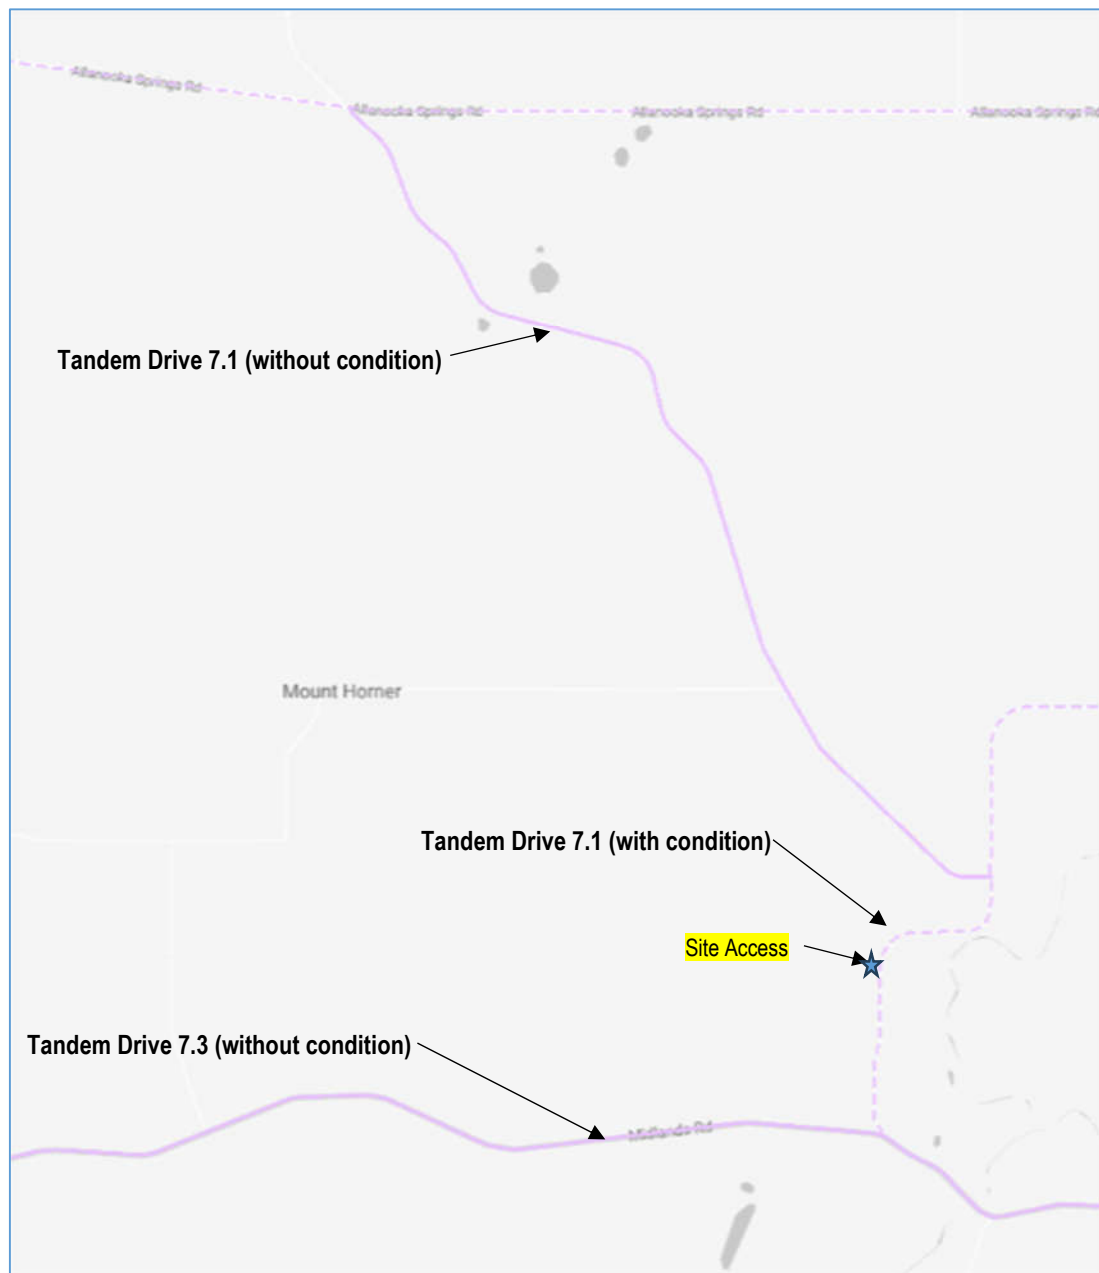 Allanooka Springs Rd
Allanooka Springs Rd
Allanooka Springs Rd
Allanooka Springs Rd
Tandem Drive 7.1 (without condition)
Mount Horner
Tandem Drive 7.1 (with condition)
Site Access
Tandem Drive 7.3 (without condition)
Midlands Rd